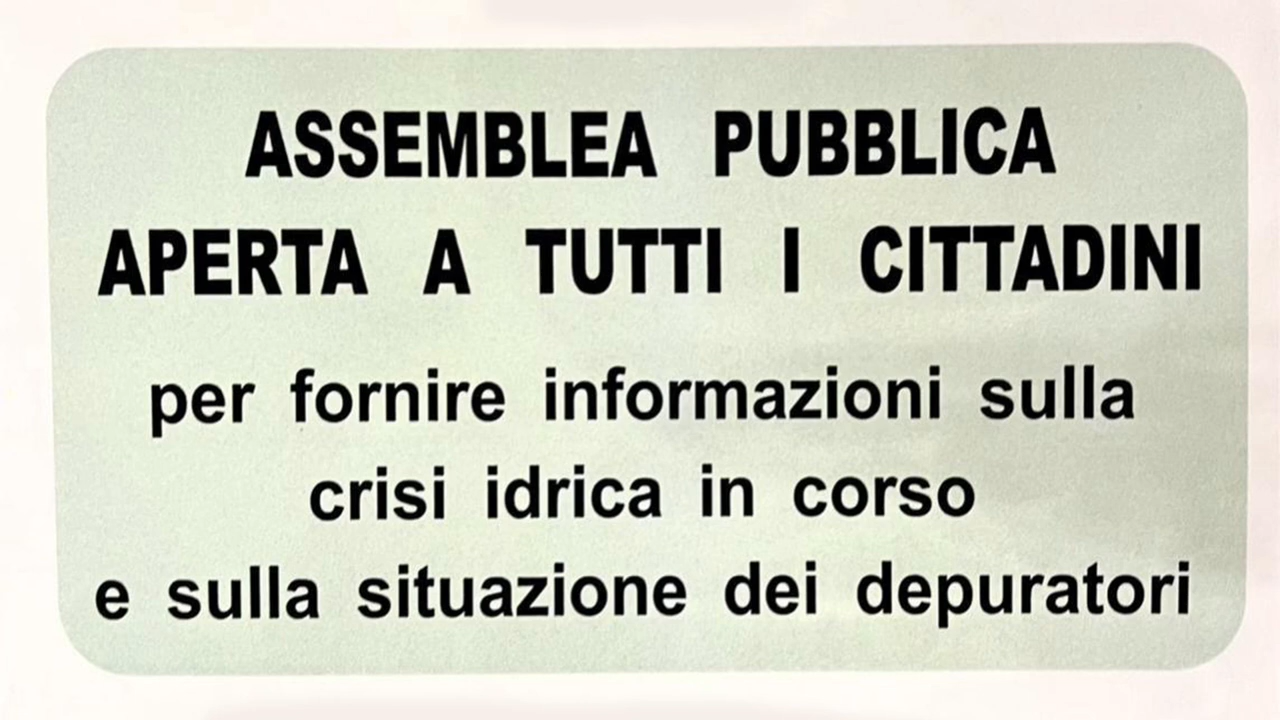 ASSEMBLEA PUBBLICA
APERTA A TUTTI I CITTADINI
per fornire informazioni sulla
crisi idrica in corso
e sulla situazione dei depuratori